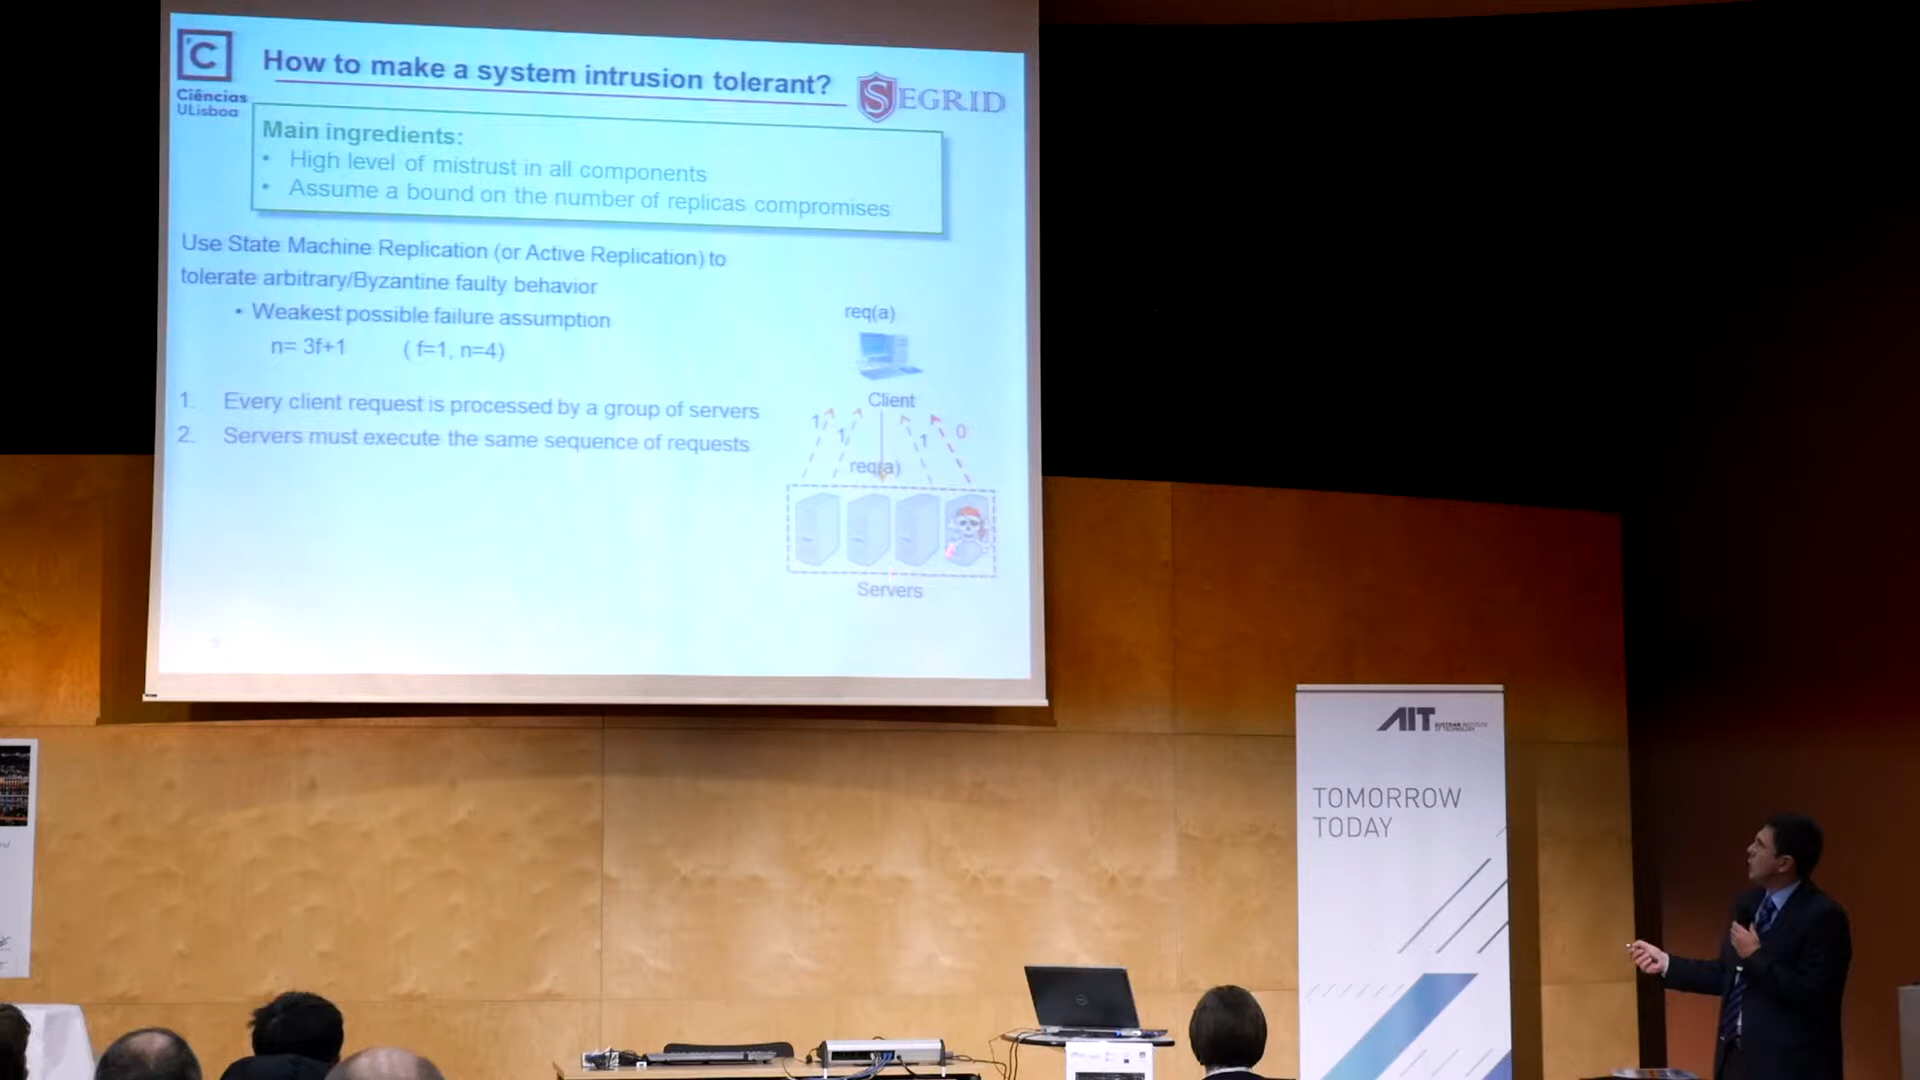 C
Ciências
ULisboa
How to make a system intrusion tolerant?
SEGRID
Main ingredients:
• High level of mistrust in all components
• Assume a bound on the number of replicas compromises
Use State Machine Replication (or Active Replication) to
tolerate arbitrary/Byzantine faulty behavior
• Weakest possible failure assumption
n= 3f+1 ( f=1, n=4)
1. Every client request is processed by a group of servers
2. Servers must execute the same sequence of requests
req(a)
Client
1 1 1 0
req(a)
Servers
AIT AUSTRIAN INSTITUTE
OF TECHNOLOGY
TOMORROW
TODAY